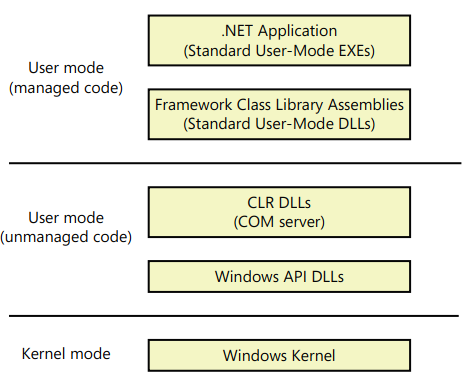 .NET Application
(Standard User-Mode EXEs)
User mode
(managed code)
Framework Class Library Assemblies
(Standard User-Mode DLLs)
CLR DLLs
(COM server)
User mode
(unmanaged code)
Windows API DLLs
Kernel mode
Windows Kernel